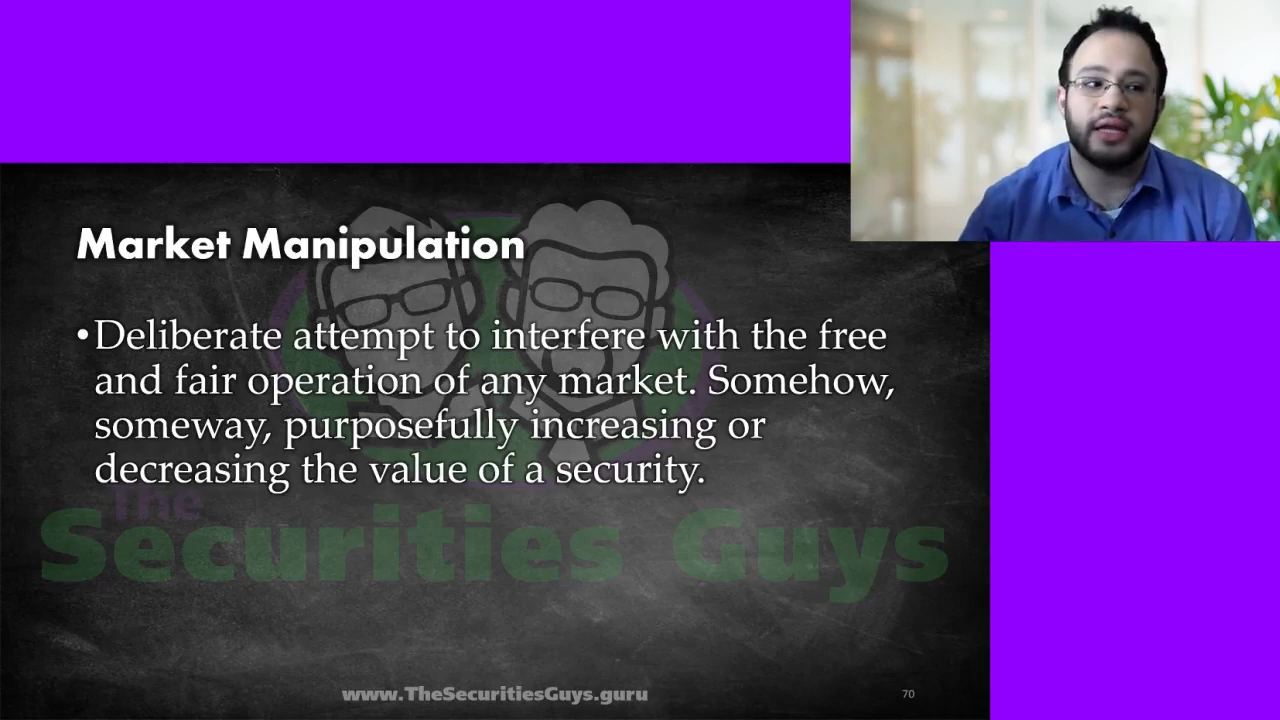 Market Manipulation
•Deliberate attempt to interfere with the free
and fair operation of any market. Somehow,
someway, purposefully increasing or
decreasing the value of a security.
The
Securities Guys
www.TheSecuritiesGuys.guru
70